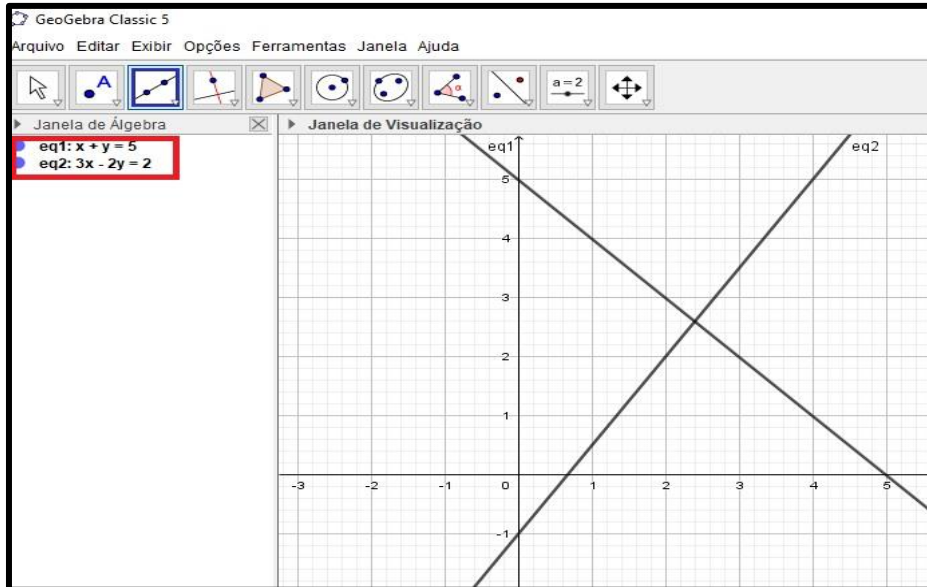 GeoGebra Classic 5
Arquivo Editar Exibir Opções Ferramentas Janela Ajuda
A
α
a=2
Janela de Álgebra
Janela de Visualização
eq1: x + y = 5
eq2: 3x - 2y = 2
eq1
eq2
5
4
3
2
1
-3 -2 -1 0 1 2 3 4 5
-1